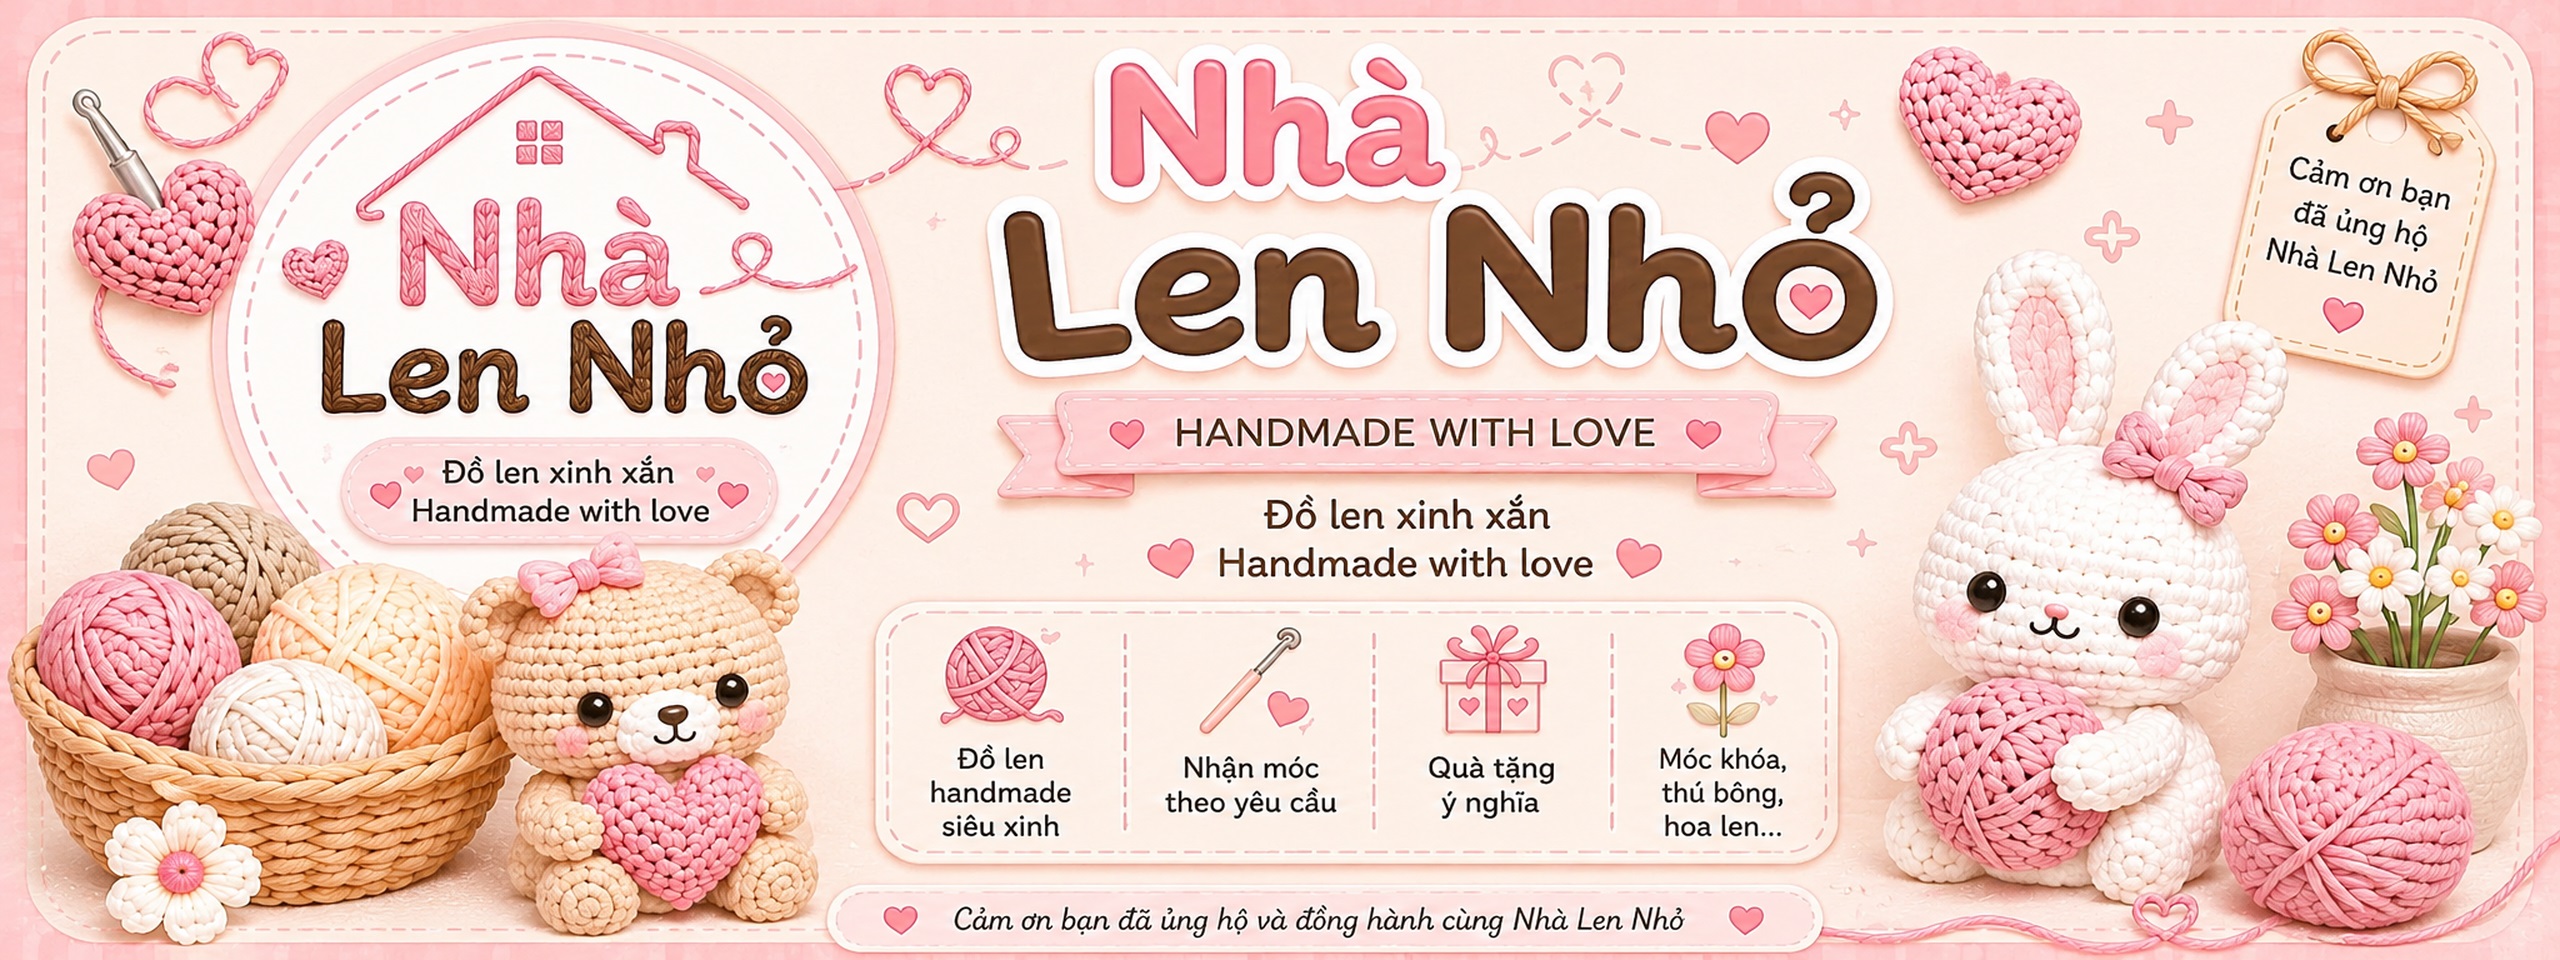 Nhà
Len Nhỏ
Đồ len xinh xắn
Handmade with love
Nhà
Len Nhỏ
HANDMADE WITH LOVE
Đồ len xinh xắn
Handmade with love
Đồ len
handmade
siêu xinh
Nhận móc
theo yêu cầu
Quà tặng
ý nghĩa
Móc khóa,
thú bông,
hoa len...
Cảm ơn bạn đã ủng hộ và đồng hành cùng Nhà Len Nhỏ
Cảm ơn bạn
đã ủng hộ
Nhà Len Nhỏ